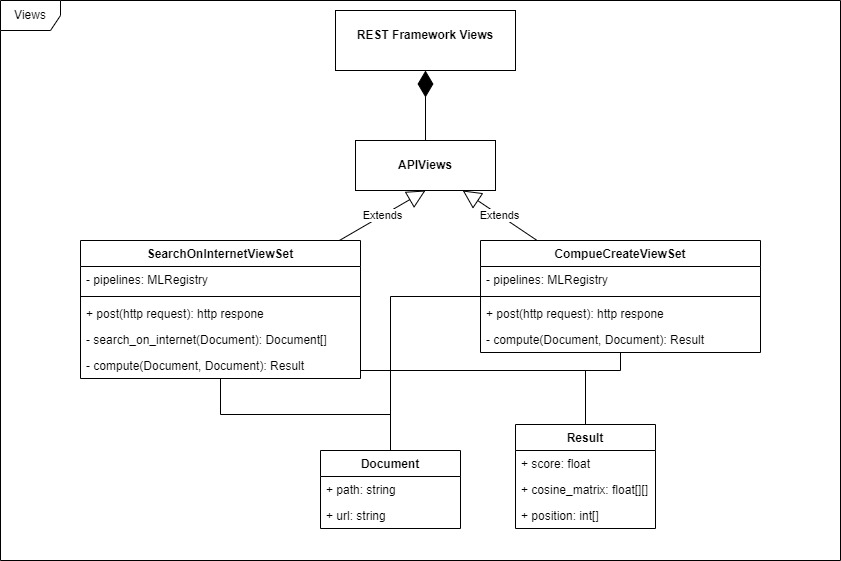 Views
REST Framework Views
APIViews
Extends
Extends
SearchOnInternetViewSet
- pipelines: MLRegistry
+ post(http request): http respone
- search_on_internet(Document): Document[]
- compute(Document, Document): Result
CompueCreateViewSet
- pipelines: MLRegistry
+ post(http request): http respone
- compute(Document, Document): Result
Document
+ path: string
+ url: string
Result
+ score: float
+ cosine_matrix: float[][]
+ position: int[]